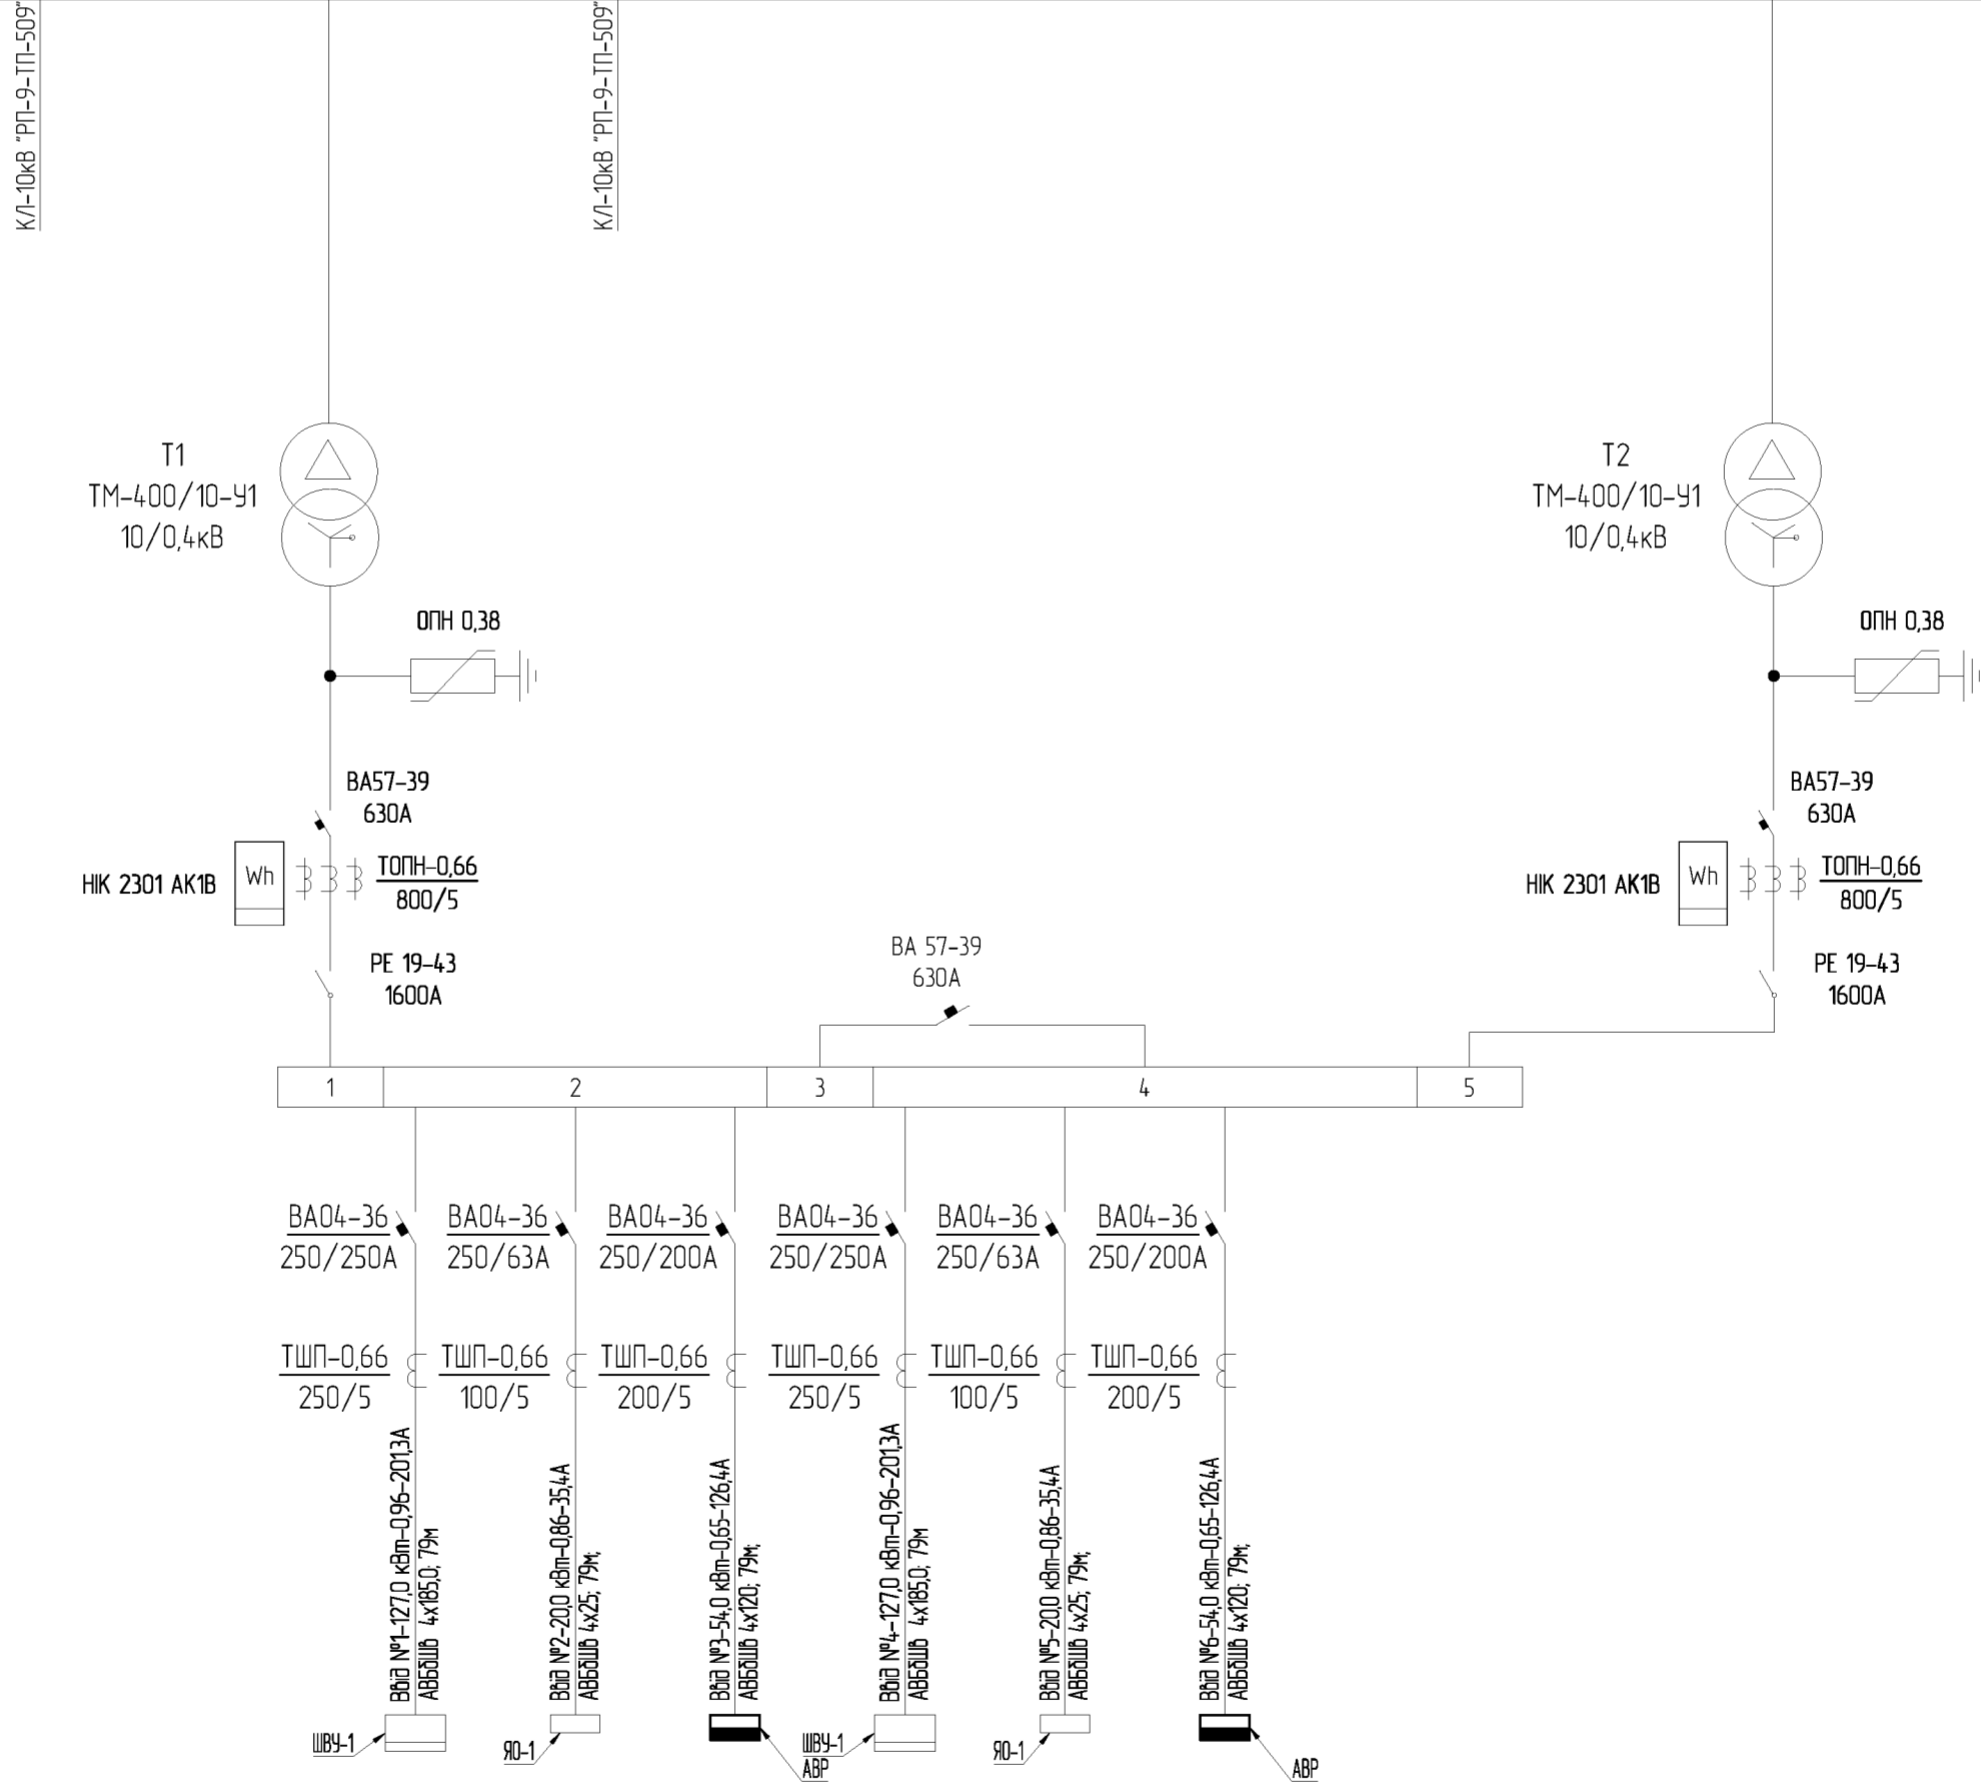 КЛ-10кВ "РП-9-ТП-509"
КЛ-10кВ "РП-9-ТП-509"
Т1
ТМ-400/10-У1
10/0,4кВ
Т2
ТМ-400/10-У1
10/0,4кВ
ОПН 0,38
ОПН 0,38
ВА57-39
630А
ВА57-39
630А
НІК 2301 АК1В
Wh
ТОПН-0,66
800/5
НІК 2301 АК1В
Wh
ТОПН-0,66
800/5
РЕ 19-43
1600А
ВА 57-39
630А
РЕ 19-43
1600А
1
2
3
4
5
ВА04-36
250/250А
ВА04-36
250/63А
ВА04-36
250/200А
ВА04-36
250/250А
ВА04-36
250/63А
ВА04-36
250/200А
ТШП-0,66
250/5
ТШП-0,66
100/5
ТШП-0,66
200/5
ТШП-0,66
250/5
ТШП-0,66
100/5
ТШП-0,66
200/5
Ввід №1-127,0 кВт-0,96-201,3А
АВБбШв 4х185,0; 79м
Ввід №2-20,0 кВт-0,86-35,4А
АВБбШв 4х25; 79м;
Ввід №3-54,0 кВт-0,65-126,4А
АВБбШв 4х120; 79м;
Ввід №4-127,0 кВт-0,96-201,3А
АВБбШв 4х185,0; 79м
Ввід №5-20,0 кВт-0,86-35,4А
АВБбШв 4х25; 79м;
Ввід №6-54,0 кВт-0,65-126,4А
АВБбШв 4х120; 79м;
ШВУ-1
ЯО-1
АВР
ШВУ-1
ЯО-1
АВР